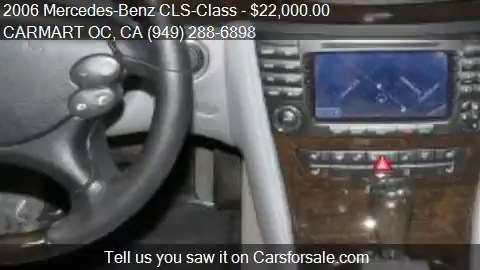 2006 Mercedes-Benz CLS-Class - $22,000.00
CARMART OC, CA (949) 288-6898
Tell us you saw it on Carsforsale.com